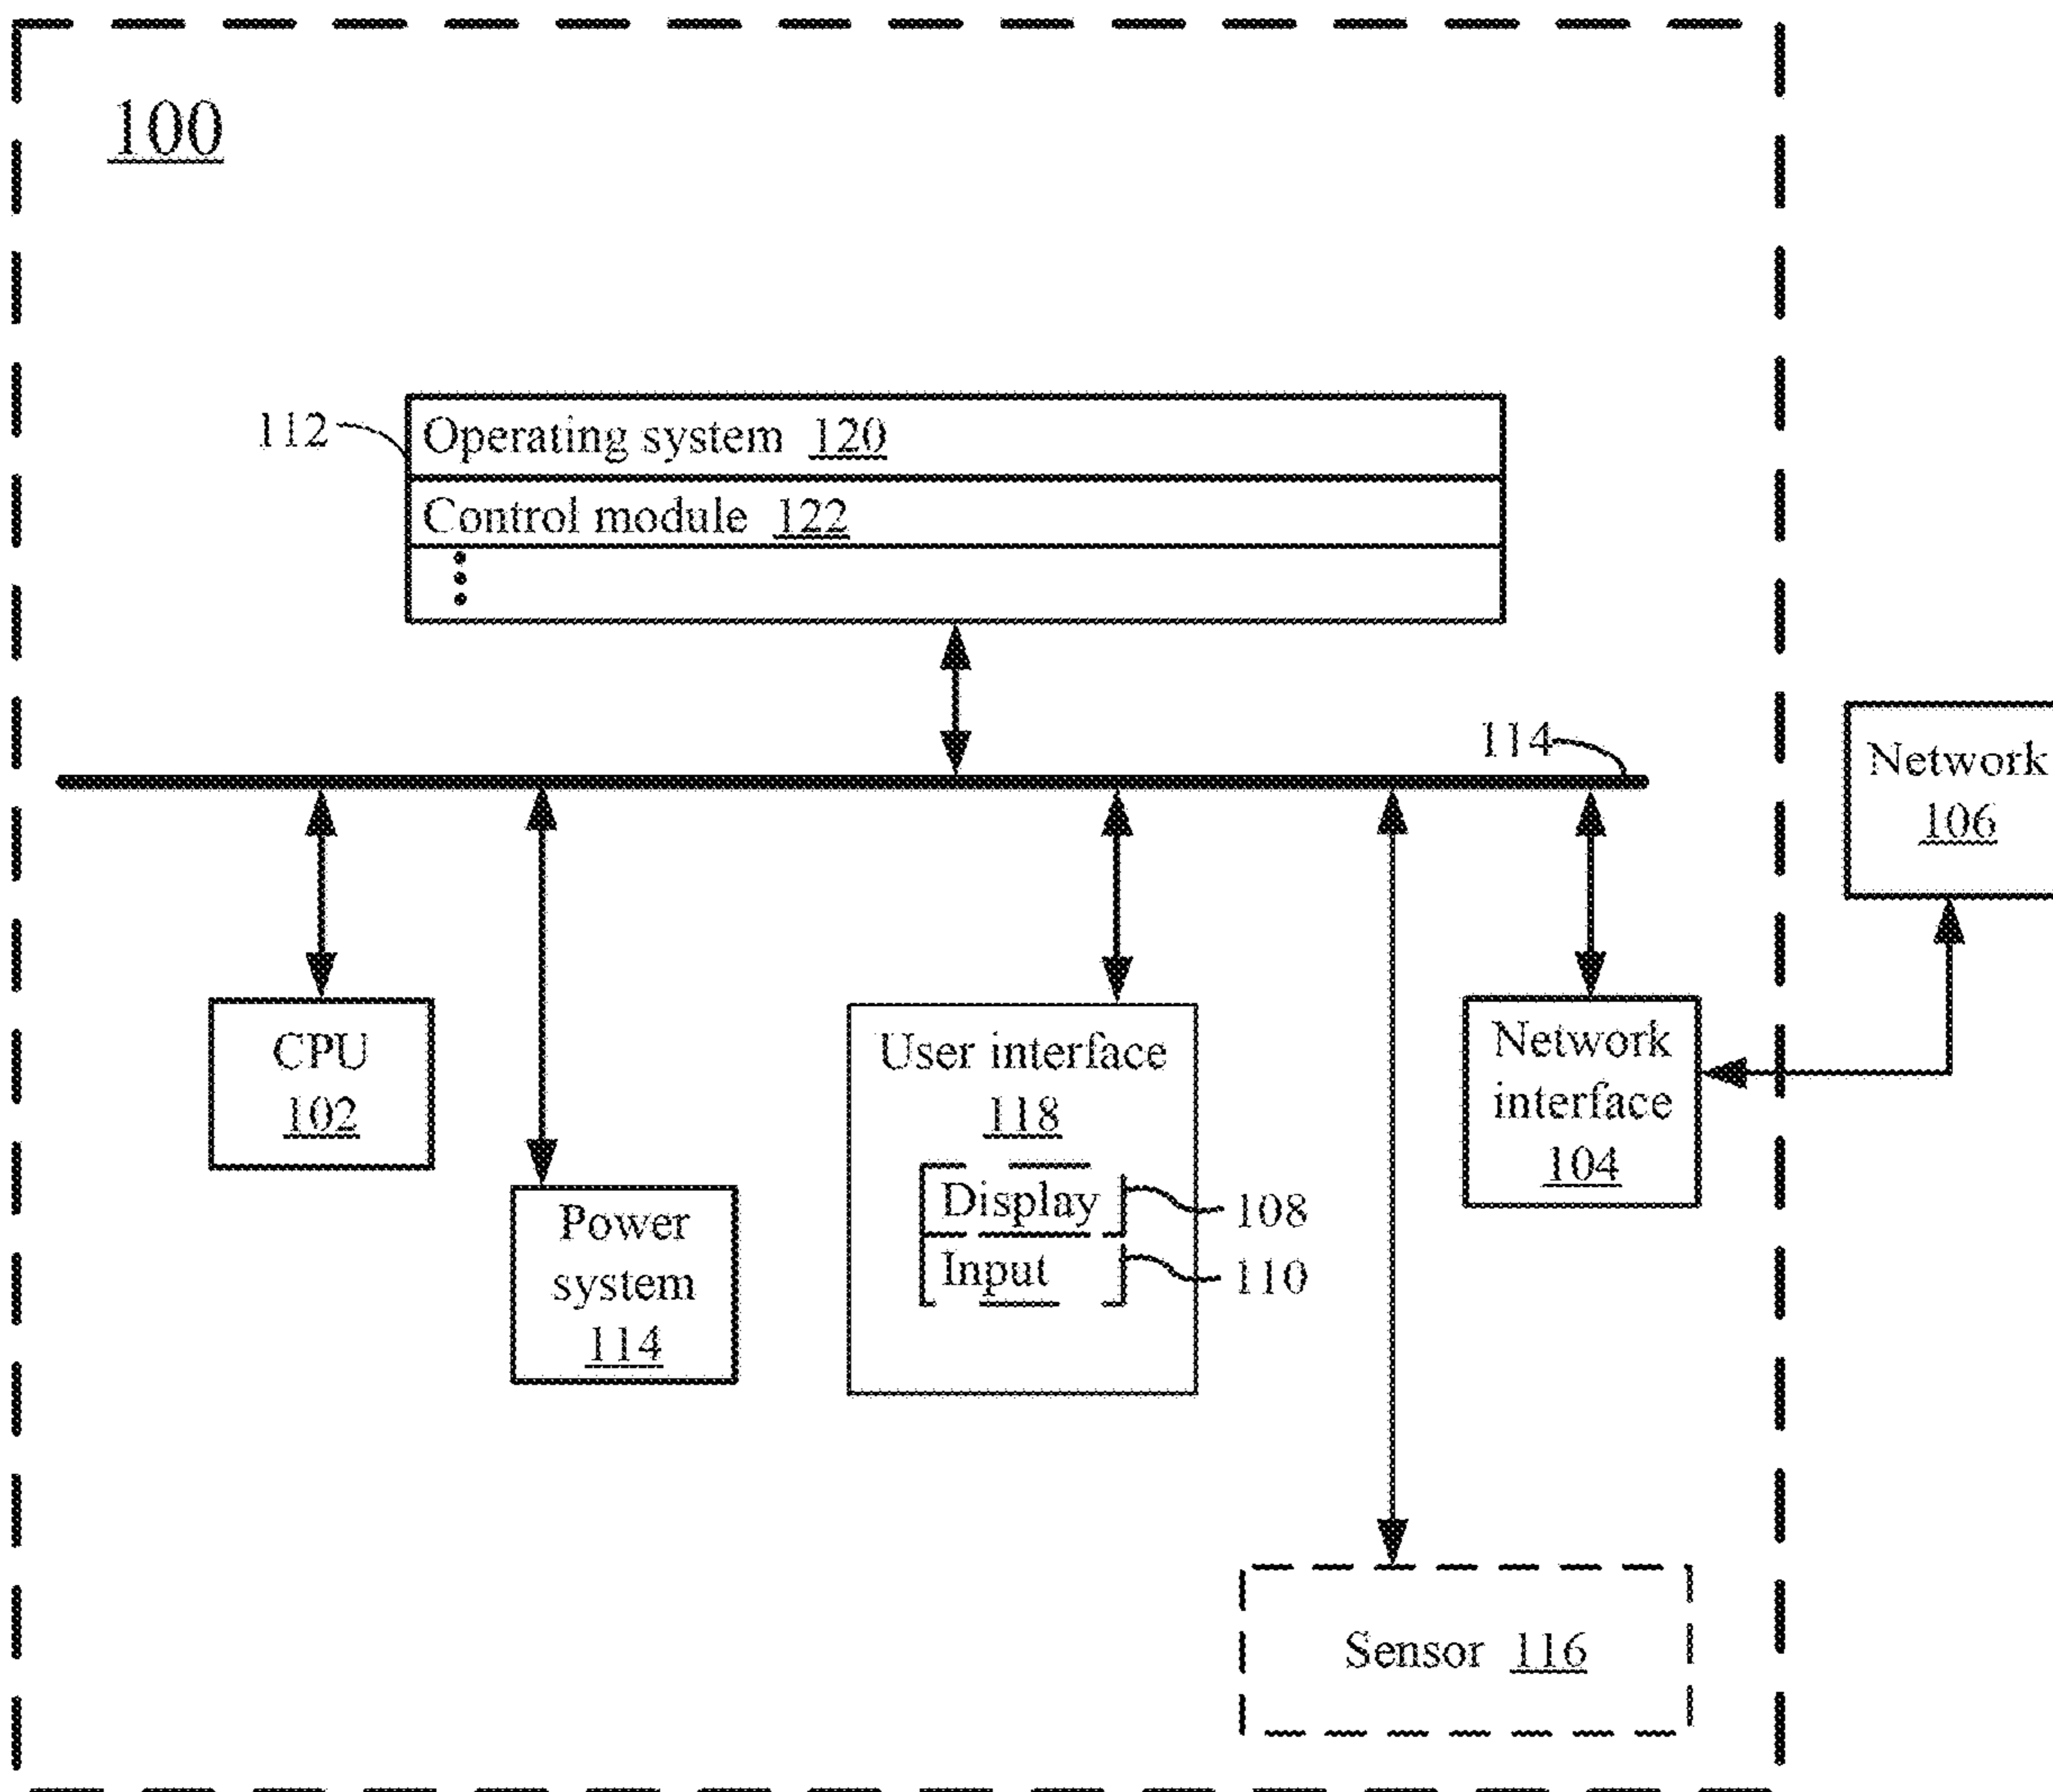 100
112
Operating system 120
Control module 122
114
Network
106
CPU
102
Power
system
114
User interface
118
Display
108
Input
110
Network
interface
104
Sensor 116